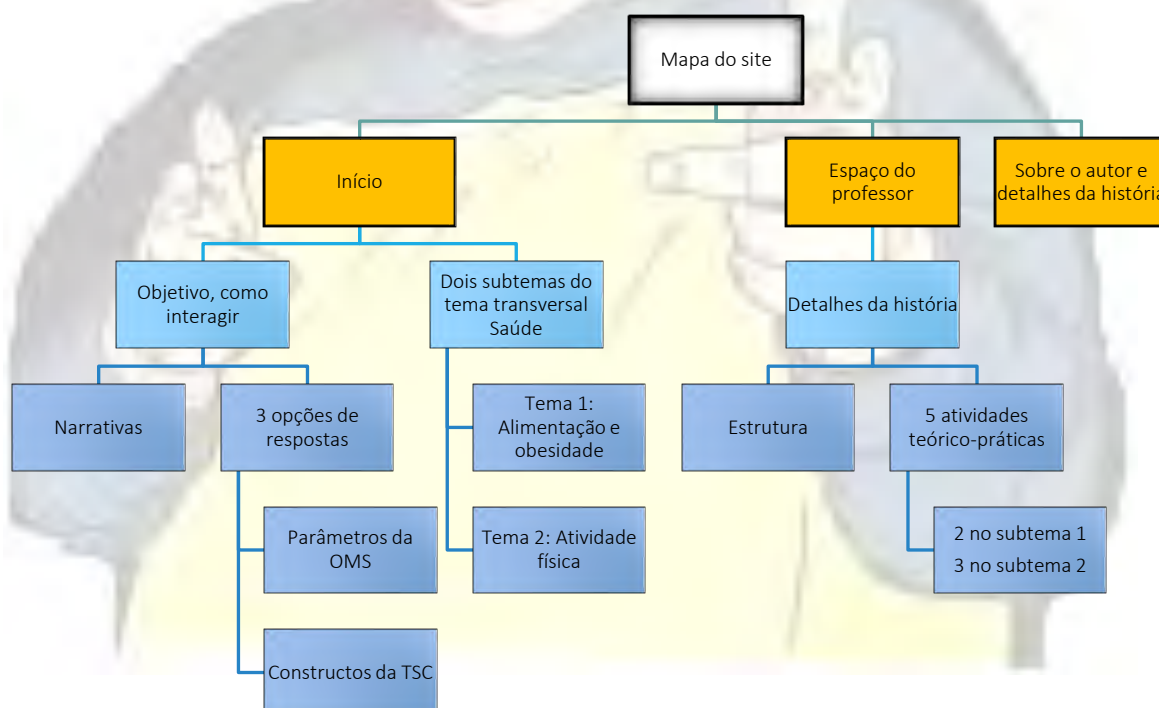 Mapa do site
Início
Espaço do
professor
Sobre o autor e
detalhes da história
Objetivo, como
interagir
Dois subtemas do
tema transversal
Saúde
Detalhes da história
Narrativas
3 opções de
respostas
Tema 1:
Alimentação e
obesidade
Estrutura
5 atividades
teórico-práticas
Parâmetros da
OMS
Tema 2: Atividade
física
2 no subtema 1
3 no subtema 2
Constructos da TSC